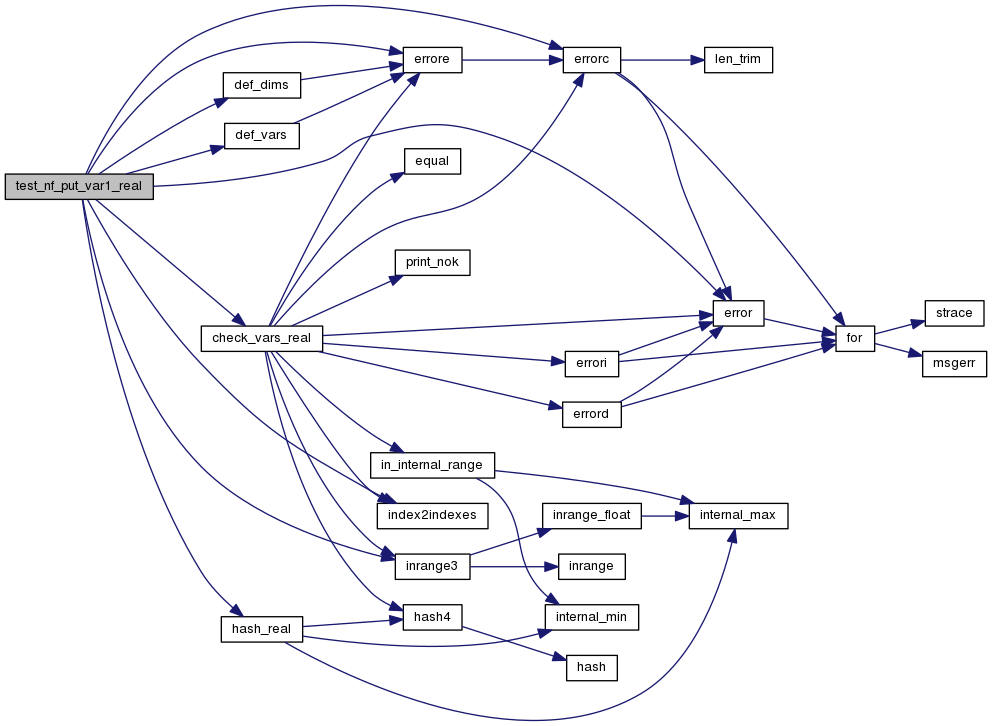 errore
errorc
len_trim
def_dims
def_vars
equal
test_nf_put_var1_real
print_nok
error
strace
check_vars_real
for
errori
msgerr
errord
in_internal_range
index2indexes
inrange_float
internal_max
inrange3
inrange
hash4
internal_min
hash_real
hash